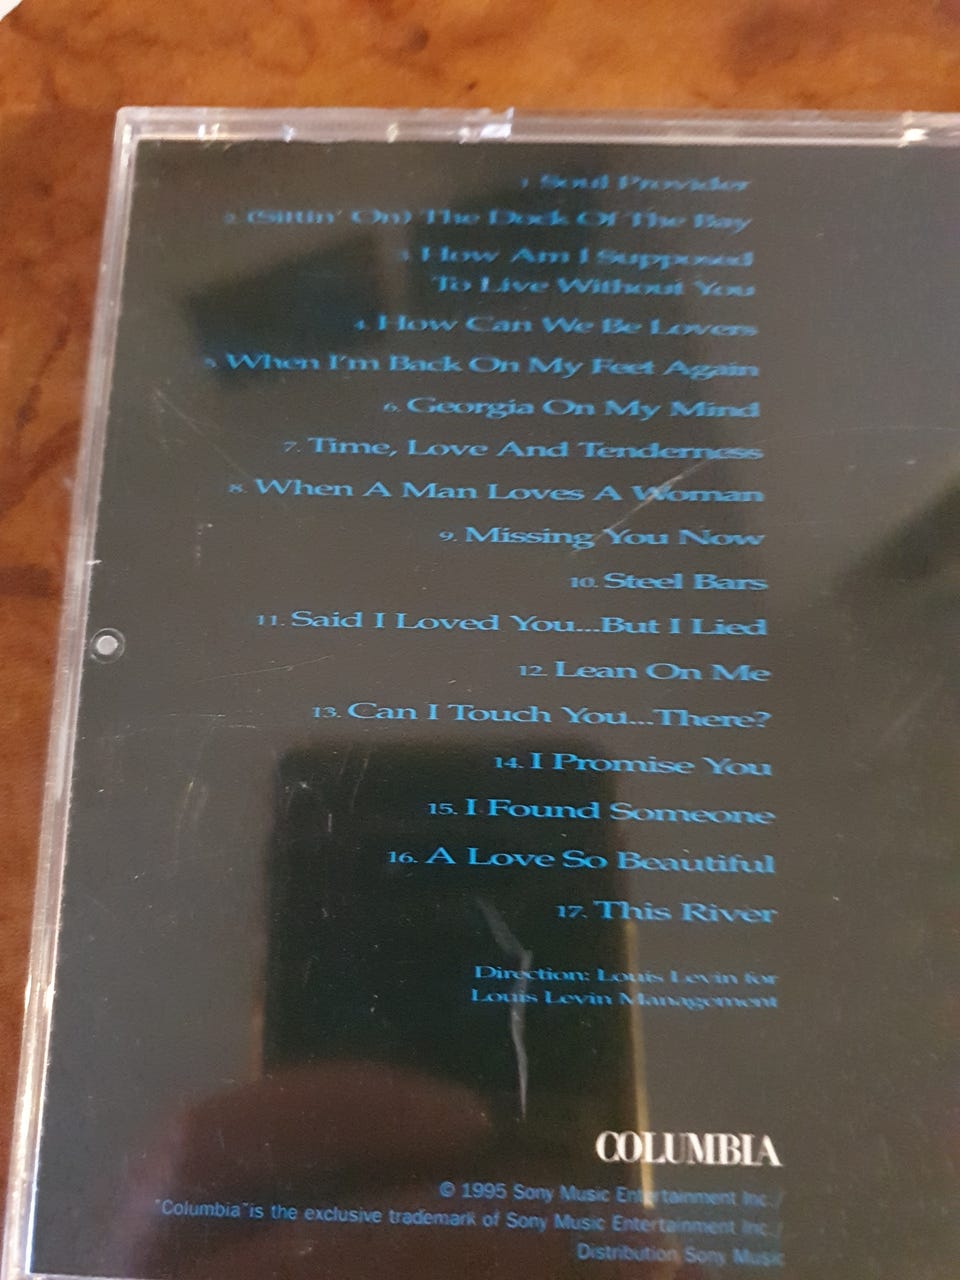 1. Soul Provider
2. (Sittin' On) The Dock Of The Bay
3. How Am I Supposed
To Live Without You
4. How Can We Be Lovers
5. When I'm Back On My Feet Again
6. Georgia On My Mind
7. Time, Love And Tenderness
8. When A Man Loves A Woman
9. Missing You Now
10. Steel Bars
11. Said I Loved You...But I Lied
12. Lean On Me
13. Can I Touch You...There?
14. I Promise You
15. I Found Someone
16. A Love So Beautiful
17. This River
Direction: Louis Levin for
Louis Levin Management
COLUMBIA
© 1995 Sony Music Entertainment Inc./
"Columbia" is the exclusive trademark of Sony Music Entertainment Inc./
Distribution Sony Music